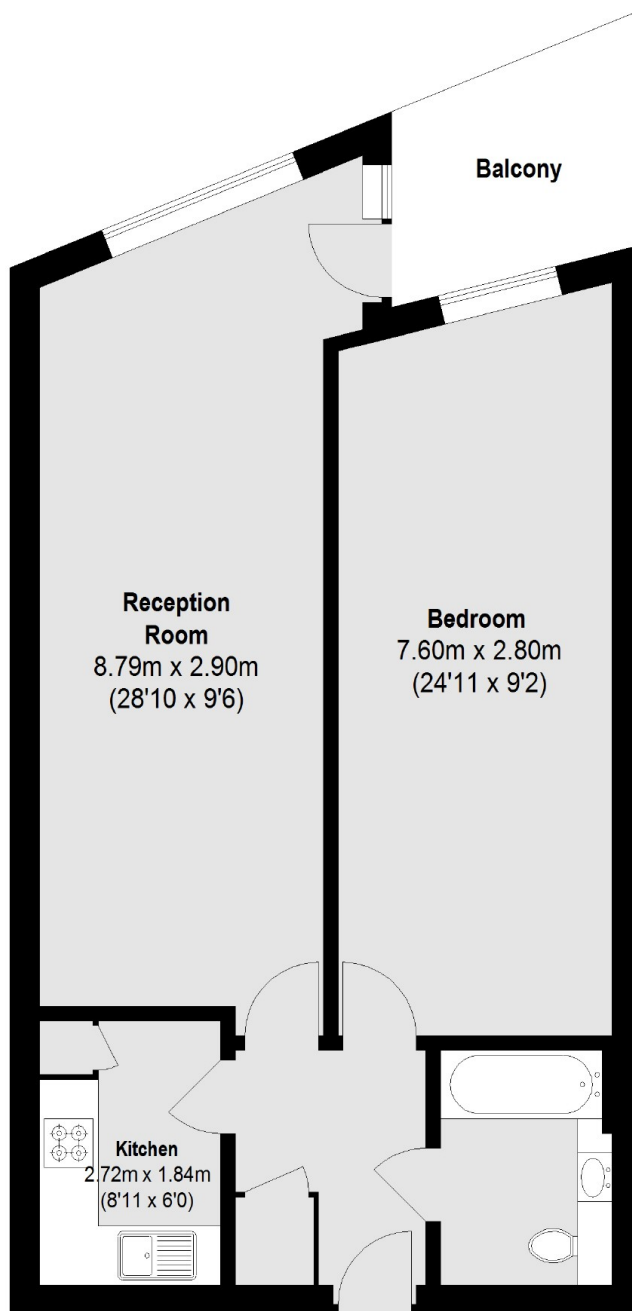 Balcony
Reception
Room
8.79m x 2.90m
(28'10 x 9'6)
Bedroom
7.60m x 2.80m
(24'11 x 9'2)
Kitchen
2.72m x 1.84m
(8'11 x 6'0)